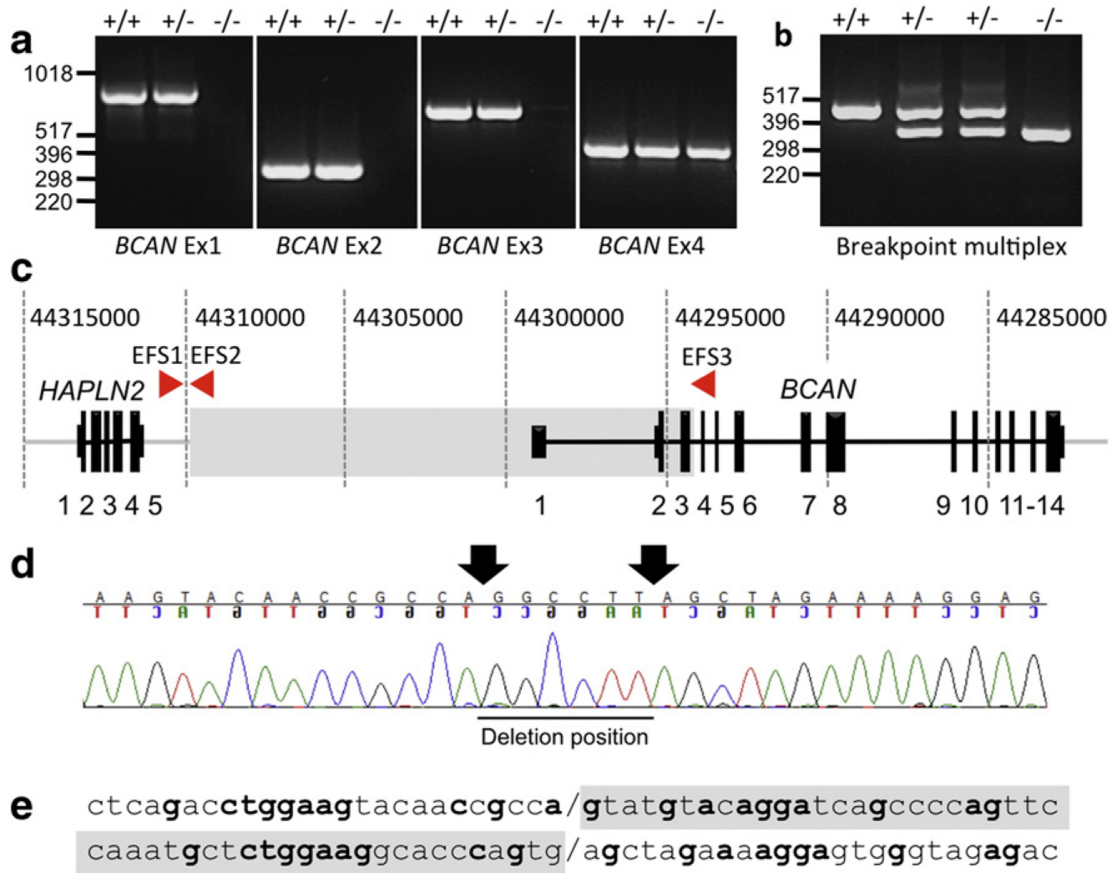 a
+/+ +/- -/- +/+ +/- -/- +/+ +/- -/- +/+ +/- -/-
1018
517
396
298
220
BCAN Ex1 BCAN Ex2 BCAN Ex3 BCAN Ex4
b
+/+ +/- +/- -/-
517
396
298
220
Breakpoint multiplex
c
44315000 44310000 44305000 44300000 44295000 44290000 44285000
EFS1 EFS2 EFS3
HAPLN2 BCAN
1 2 3 4 5 1 2 3 4 5 6 7 8 9 10 11-14
d
A A G T A C A A C C G C C A G G C C T T A G C T A G A A A A G G A G
T T C A T G T T G G C G G T C C G G A A T C G A T C T T T T C C T C
Deletion position
e
ctcagacctggaagtacaaccgcca/gtatgtacaggatcagccccagttc
caaatgctctggaaggcacccagtg/agctagaaaaggagtgggtagagac